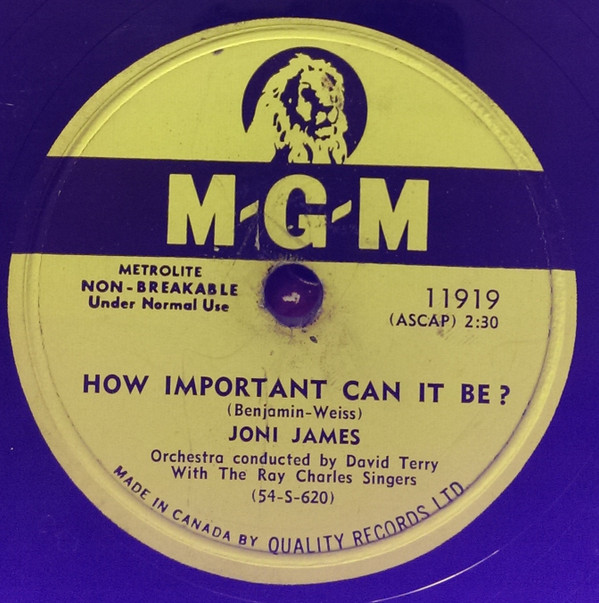 M-G-M
METROLITE
NON-BREAKABLE
Under Normal Use
11919
(ASCAP) 2:30
HOW IMPORTANT CAN IT BE?
(Benjamin-Weiss)
JONI JAMES
Orchestra conducted by David Terry
With The Ray Charles Singers
(54-S-620)
MADE IN CANADA BY QUALITY RECORDS LTD.